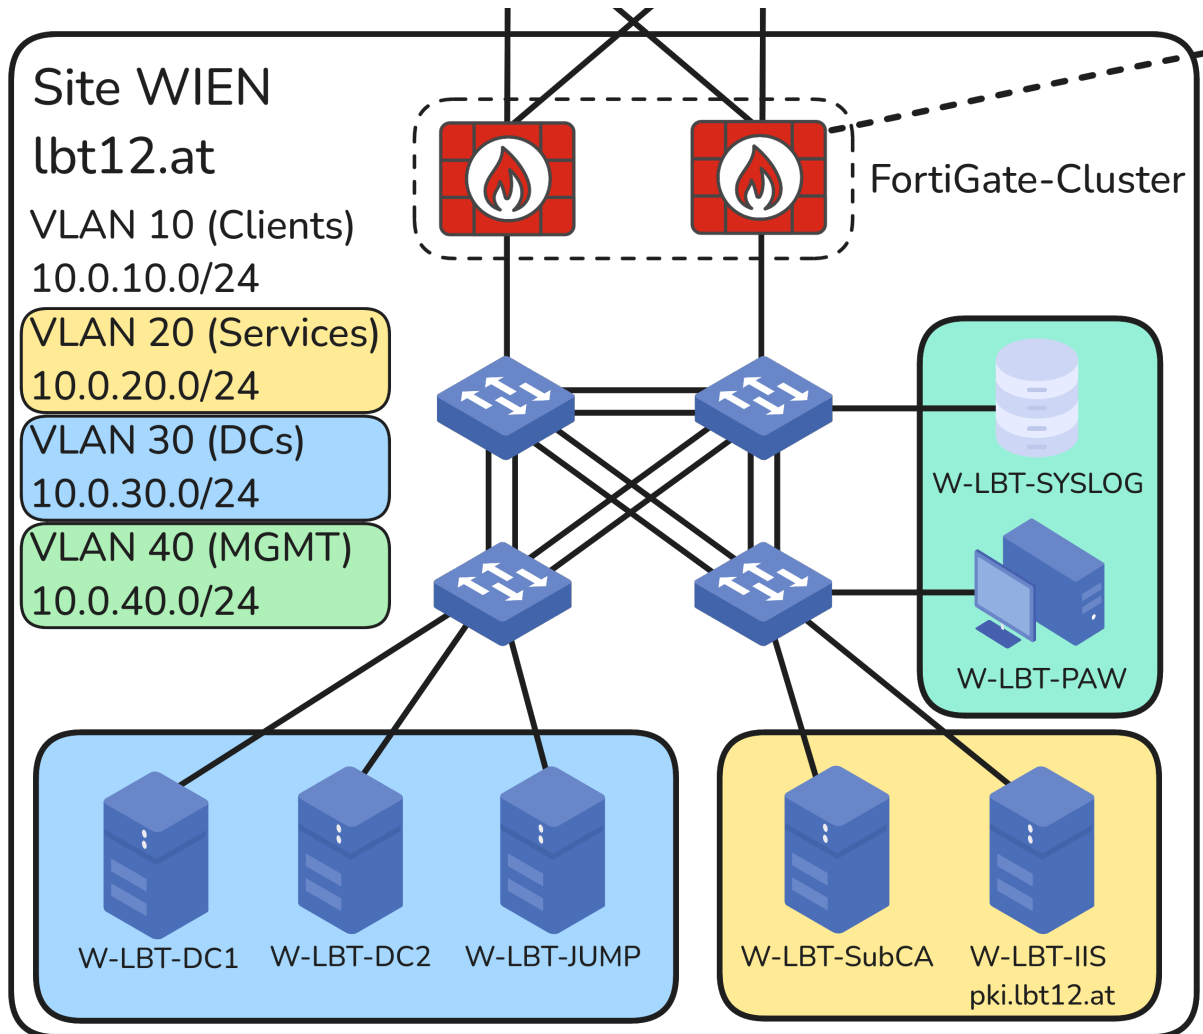 Site WIEN
lbt12.at
VLAN 10 (Clients)
10.0.10.0/24
VLAN 20 (Services)
10.0.20.0/24
VLAN 30 (DCs)
10.0.30.0/24
VLAN 40 (MGMT)
10.0.40.0/24
FortiGate-Cluster
W-LBT-SYSLOG
W-LBT-PAW
W-LBT-DC1
W-LBT-DC2
W-LBT-JUMP
W-LBT-SubCA
W-LBT-IIS
pki.lbt12.at